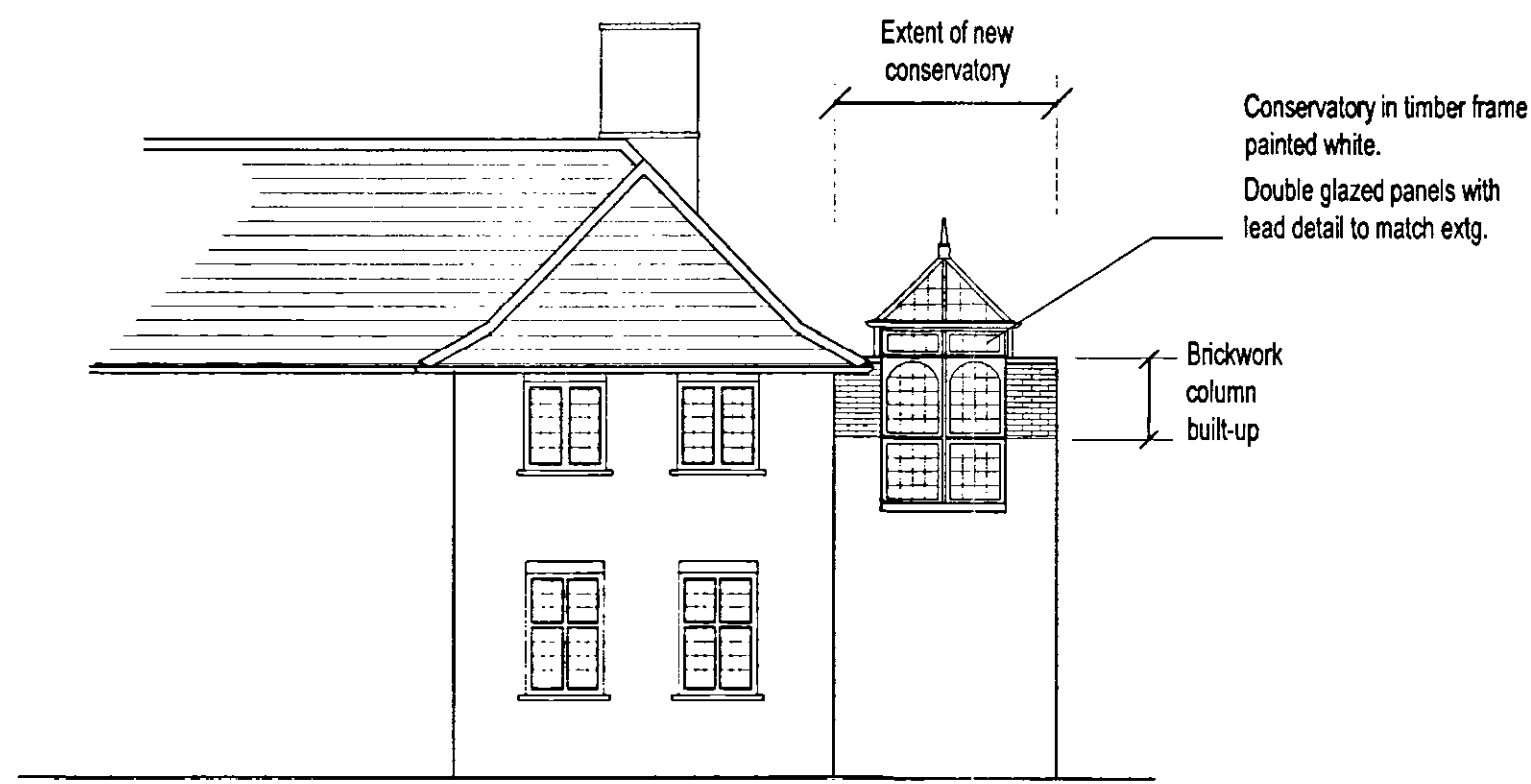 Extent of new
conservatory
Conservatory in timber frame
painted white.
Double glazed panels with
lead detail to match extg.
Brickwork
column
built-up